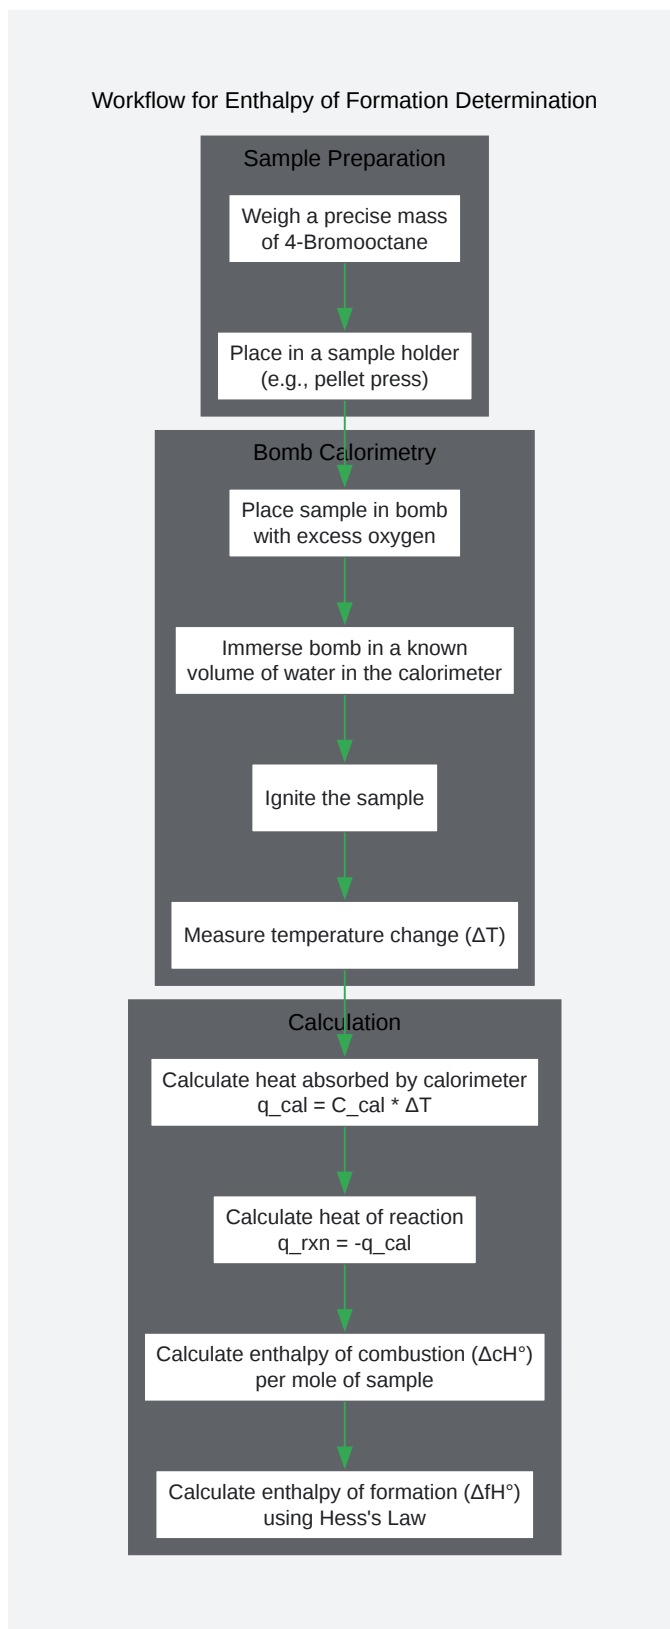 Workflow for Enthalpy of Formation Determination
Sample Preparation
Weigh a precise mass
of 4-Bromooctane
Place in a sample holder
(e.g., pellet press)
Bomb Calorimetry
Place sample in bomb
with excess oxygen
Immerse bomb in a known
volume of water in the calorimeter
Ignite the sample
Measure temperature change (ΔT)
Calculation
Calculate heat absorbed by calorimeter
q_cal = C_cal * ΔT
Calculate heat of reaction
q_rxn = -q_cal
Calculate enthalpy of combustion (ΔcH°)
per mole of sample
Calculate enthalpy of formation (ΔfH°)
using Hess's Law